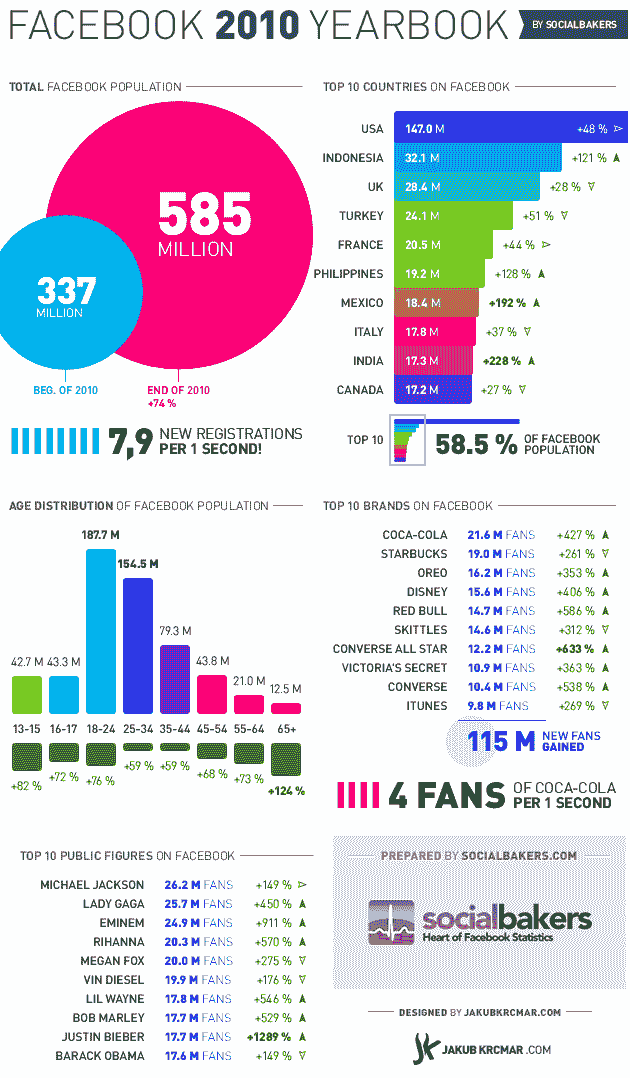 FACEBOOK 2010 YEARBOOK
BY SOCIALBAKERS
TOTAL FACEBOOK POPULATION
585
MILLION
337
MILLION
BEG. OF 2010
END OF 2010
+74 %
7,9 NEW REGISTRATIONS
PER 1 SECOND!
TOP 10 COUNTRIES ON FACEBOOK
USA 147.0 M +48 %
INDONESIA 32.1 M +121 %
UK 28.4 M +28 %
TURKEY 24.1 M +51 %
FRANCE 20.5 M +44 %
PHILIPPINES 19.2 M +128 %
MEXICO 18.4 M +192 %
ITALY 17.8 M +37 %
INDIA 17.3 M +228 %
CANADA 17.2 M +27 %
TOP 10 58.5 % OF FACEBOOK
POPULATION
AGE DISTRIBUTION OF FACEBOOK POPULATION
42.7 M 43.3 M 187.7 M 154.5 M 79.3 M 43.8 M 21.0 M 12.5 M
13-15 16-17 18-24 25-34 35-44 45-54 55-64 65+
+82 % +72 % +76 % +59 % +59 % +68 % +73 % +124 %
TOP 10 BRANDS ON FACEBOOK
COCA-COLA 21.6 M FANS +427 %
STARBUCKS 19.0 M FANS +261 %
OREO 16.2 M FANS +353 %
DISNEY 15.6 M FANS +406 %
RED BULL 14.7 M FANS +586 %
SKITTLES 14.6 M FANS +312 %
CONVERSE ALL STAR 12.2 M FANS +633 %
VICTORIA'S SECRET 10.9 M FANS +363 %
CONVERSE 10.4 M FANS +538 %
ITUNES 9.8 M FANS +269 %
115 M NEW FANS
GAINED
4 FANS OF COCA-COLA
PER 1 SECOND
TOP 10 PUBLIC FIGURES ON FACEBOOK
MICHAEL JACKSON 26.2 M FANS +149 %
LADY GAGA 25.7 M FANS +450 %
EMINEM 24.9 M FANS +911 %
RIHANNA 20.3 M FANS +570 %
MEGAN FOX 20.0 M FANS +275 %
VIN DIESEL 19.9 M FANS +176 %
LIL WAYNE 17.8 M FANS +546 %
BOB MARLEY 17.7 M FANS +529 %
JUSTIN BIEBER 17.7 M FANS +1289 %
BARACK OBAMA 17.6 M FANS +149 %
PREPARED BY SOCIALBAKERS.COM
socialbakers
Heart of Facebook Statistics
DESIGNED BY JAKUBKRCMAR.COM
JAKUB KRCMAR .COM